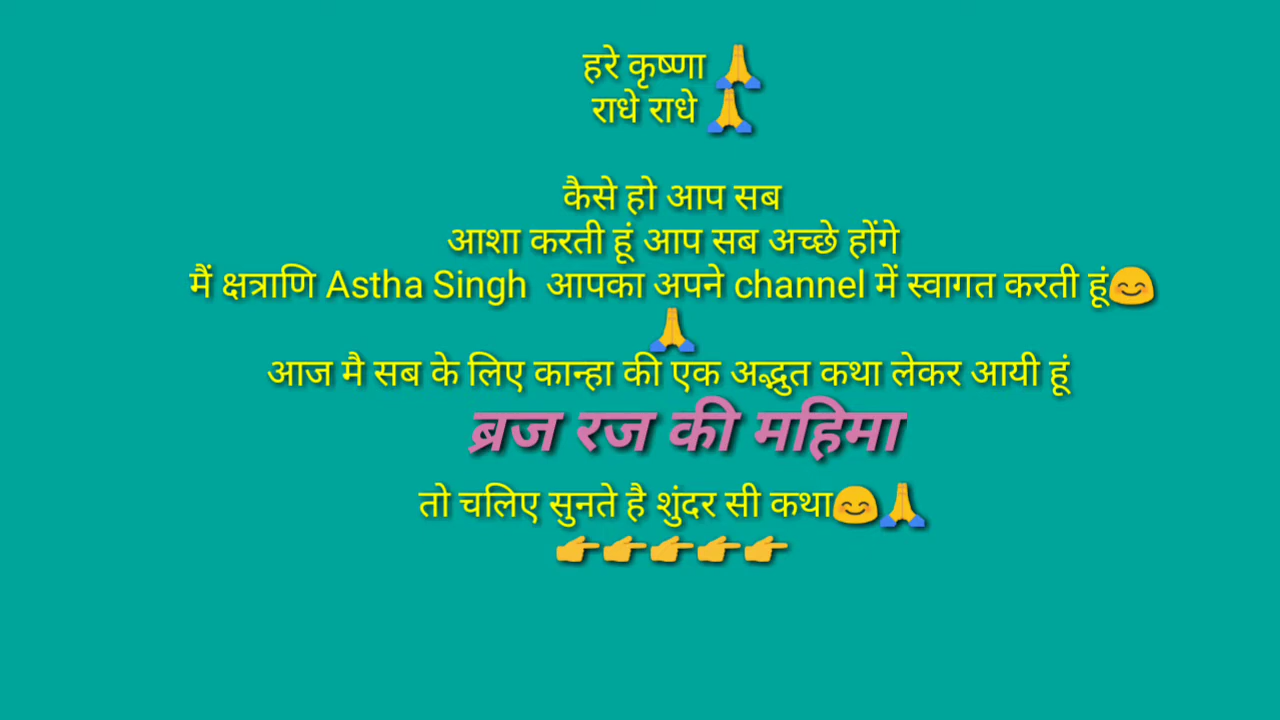 हरे कृष्णा 🙏
राधे राधे 🙏
कैसे हो आप सब
आशा करती हूं आप सब अच्छे होंगे
मैं क्षत्राणि Astha Singh आपका अपने channel में स्वागत करती हूं😊
🙏
आज मै सब के लिए कान्हा की एक अद्भुत कथा लेकर आयी हूं
ब्रज रज की महिमा
तो चलिए सुनते है शुंदर सी कथा😊🙏
👉👉👉👉👉